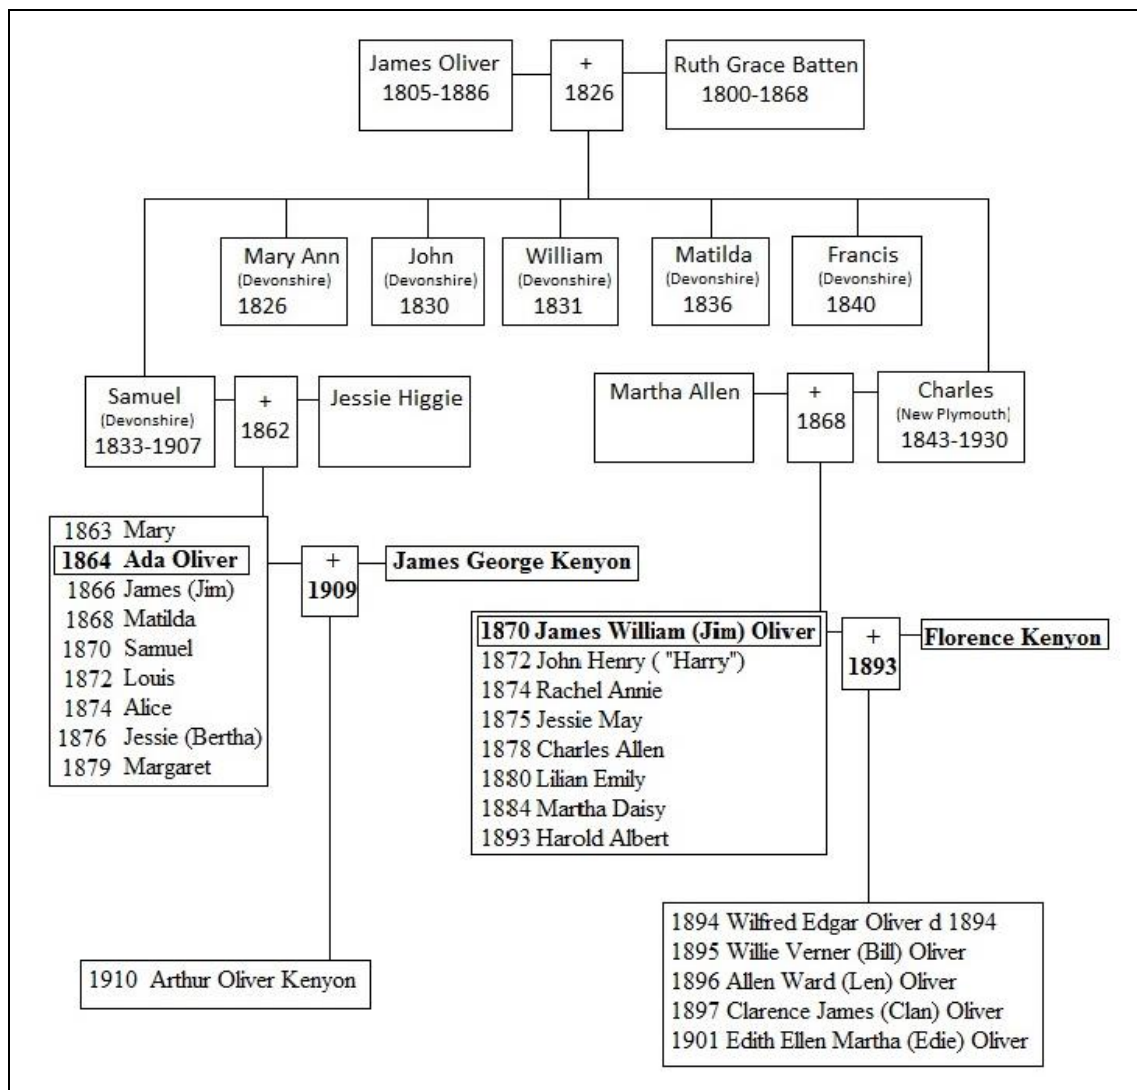 James Oliver
1805-1886
+
1826
Ruth Grace Batten
1800-1868
Mary Ann
(Devonshire)
1826
John
(Devonshire)
1830
William
(Devonshire)
1831
Matilda
(Devonshire)
1836
Francis
(Devonshire)
1840
Samuel
(Devonshire)
1833-1907
+
1862
Jessie Higgie
Martha Allen
+
1868
Charles
(New Plymouth)
1843-1930
1863 Mary
1864 Ada Oliver
1866 James (Jim)
1868 Matilda
1870 Samuel
1872 Louis
1874 Alice
1876 Jessie (Bertha)
1879 Margaret
+
1909
James George Kenyon
1870 James William (Jim) Oliver
1872 John Henry ( "Harry")
1874 Rachel Annie
1875 Jessie May
1878 Charles Allen
1880 Lilian Emily
1884 Martha Daisy
1893 Harold Albert
+
1893
Florence Kenyon
1910 Arthur Oliver Kenyon
1894 Wilfred Edgar Oliver d 1894
1895 Willie Verner (Bill) Oliver
1896 Allen Ward (Len) Oliver
1897 Clarence James (Clan) Oliver
1901 Edith Ellen Martha (Edie) Oliver